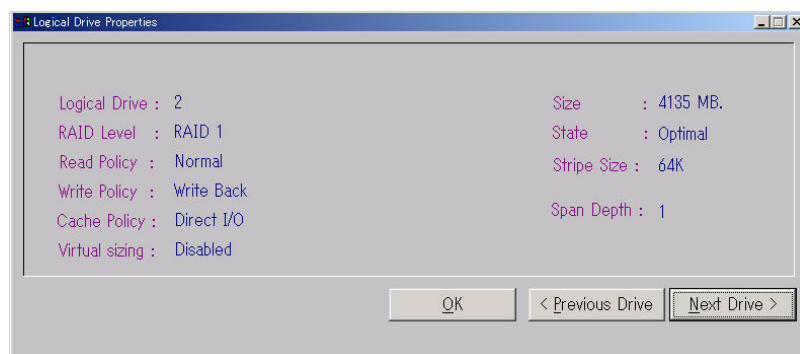 Logical Drive Properties
Logical Drive : 2
RAID Level : RAID 1
Read Policy : Normal
Write Policy : Write Back
Cache Policy : Direct I/O
Virtual sizing : Disabled
Size : 4135 MB.
State : Optimal
Stripe Size : 64K
Span Depth : 1
OK
< Previous Drive
Next Drive >